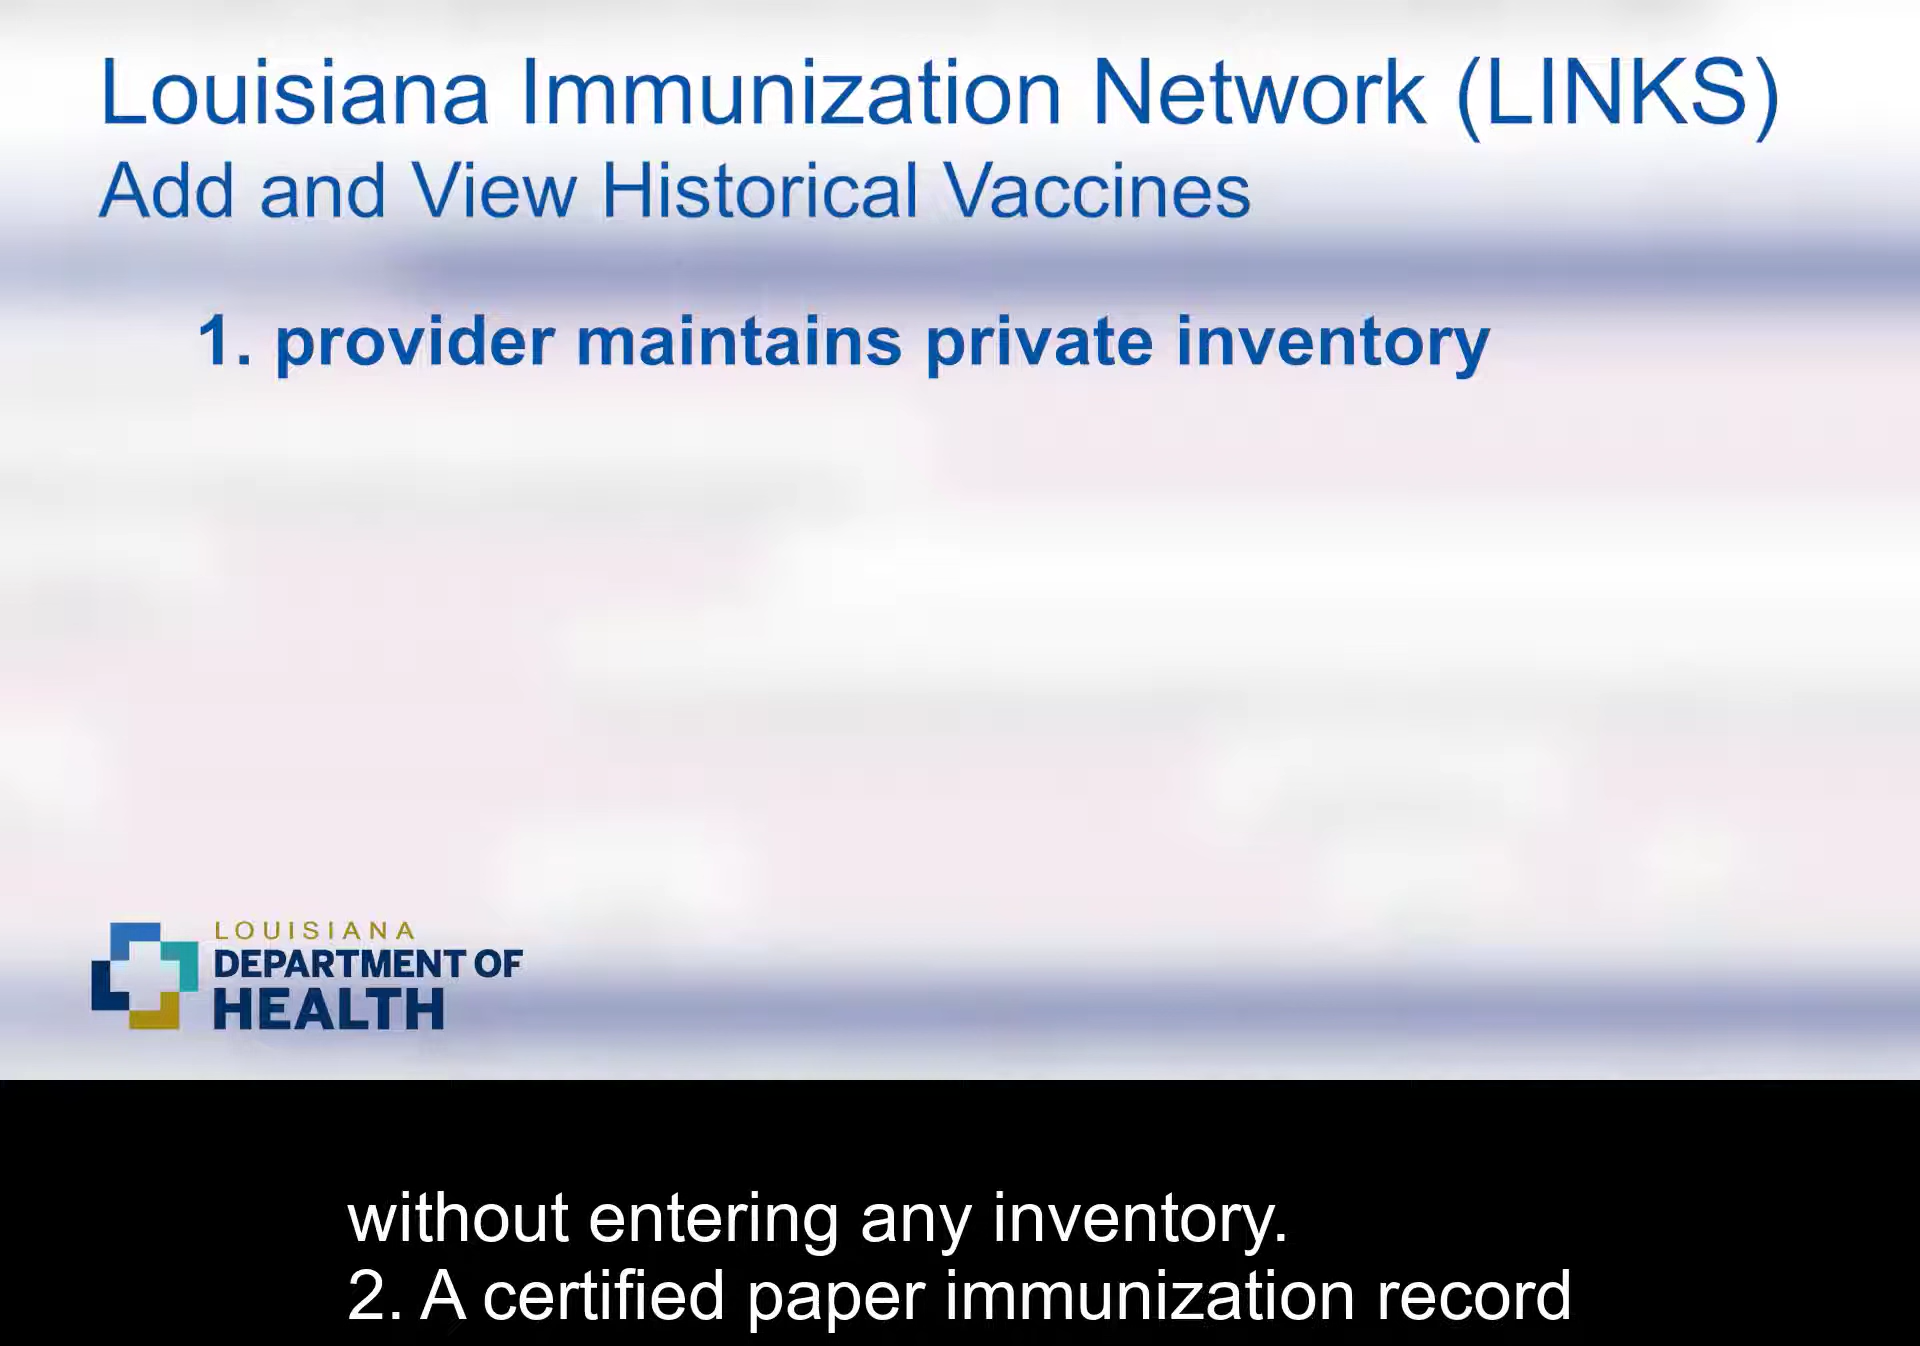 Louisiana Immunization Network (LINKS)
Add and View Historical Vaccines
1. provider maintains private inventory
LOUISIANA
DEPARTMENT OF
HEALTH
without entering any inventory.
2. A certified paper immunization record